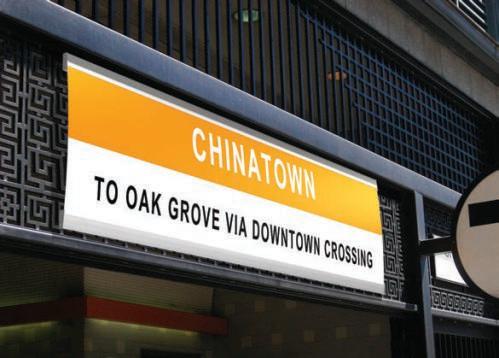 CHINATOWN
TO OAK GROVE VIA DOWNTOWN CROSSING